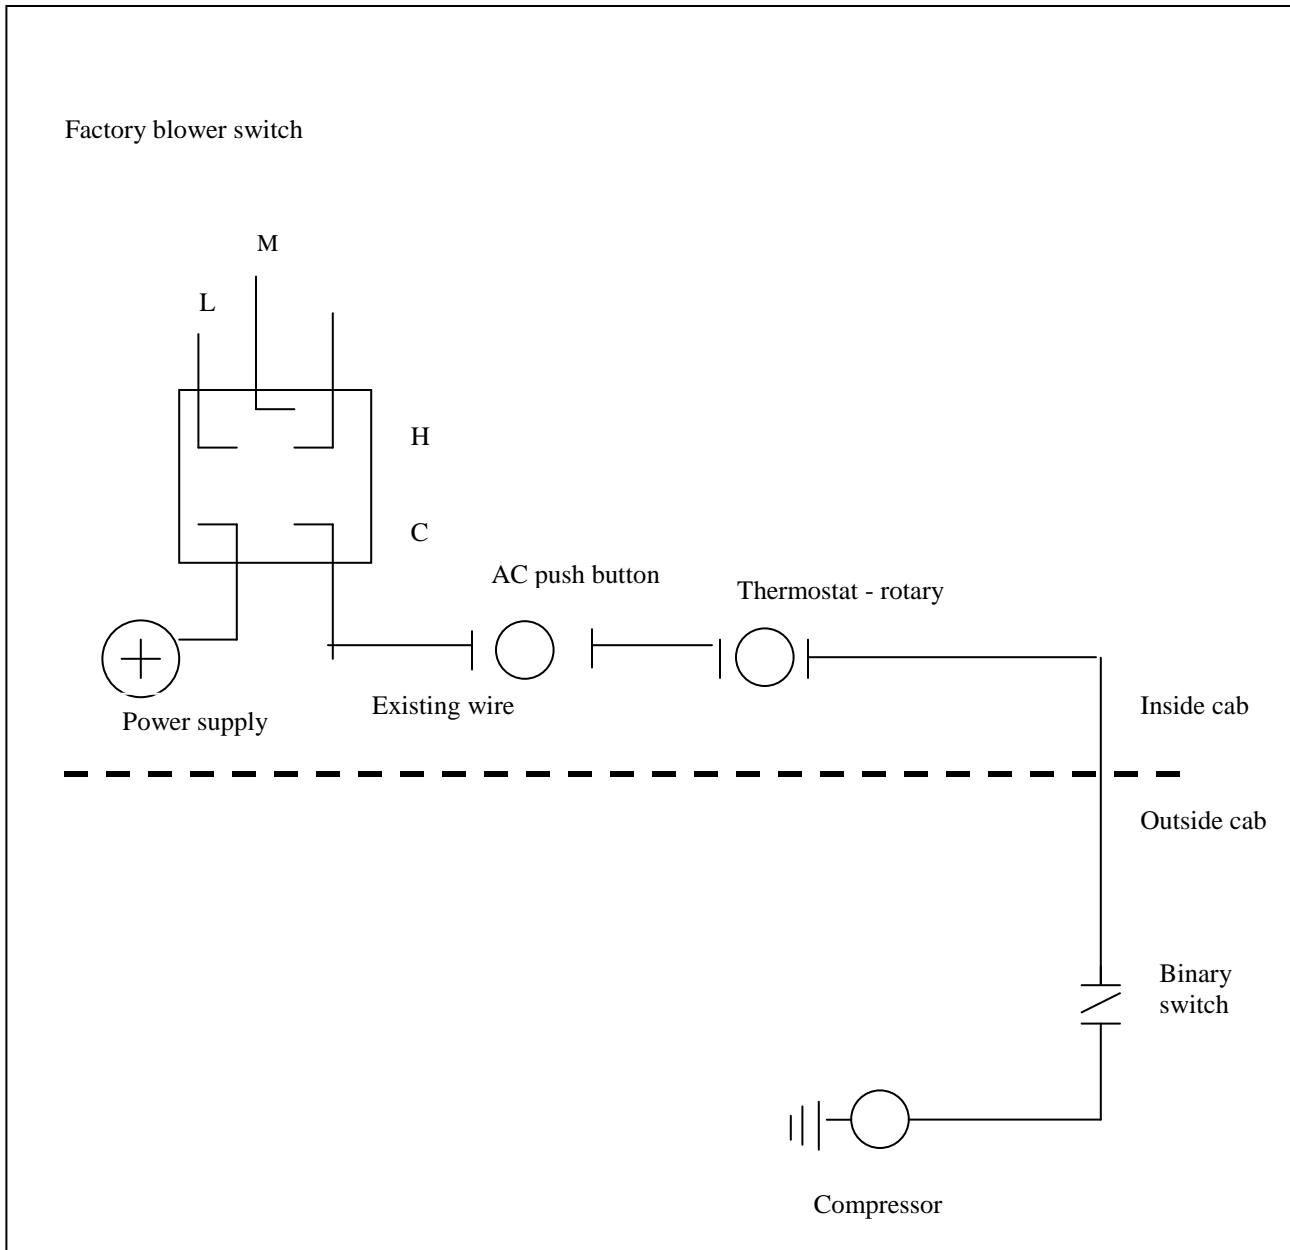 Factory blower switch
M
L
H
C
AC push button
Thermostat - rotary
Existing wire
Inside cab
Power supply
Outside cab
Binary
switch
Compressor